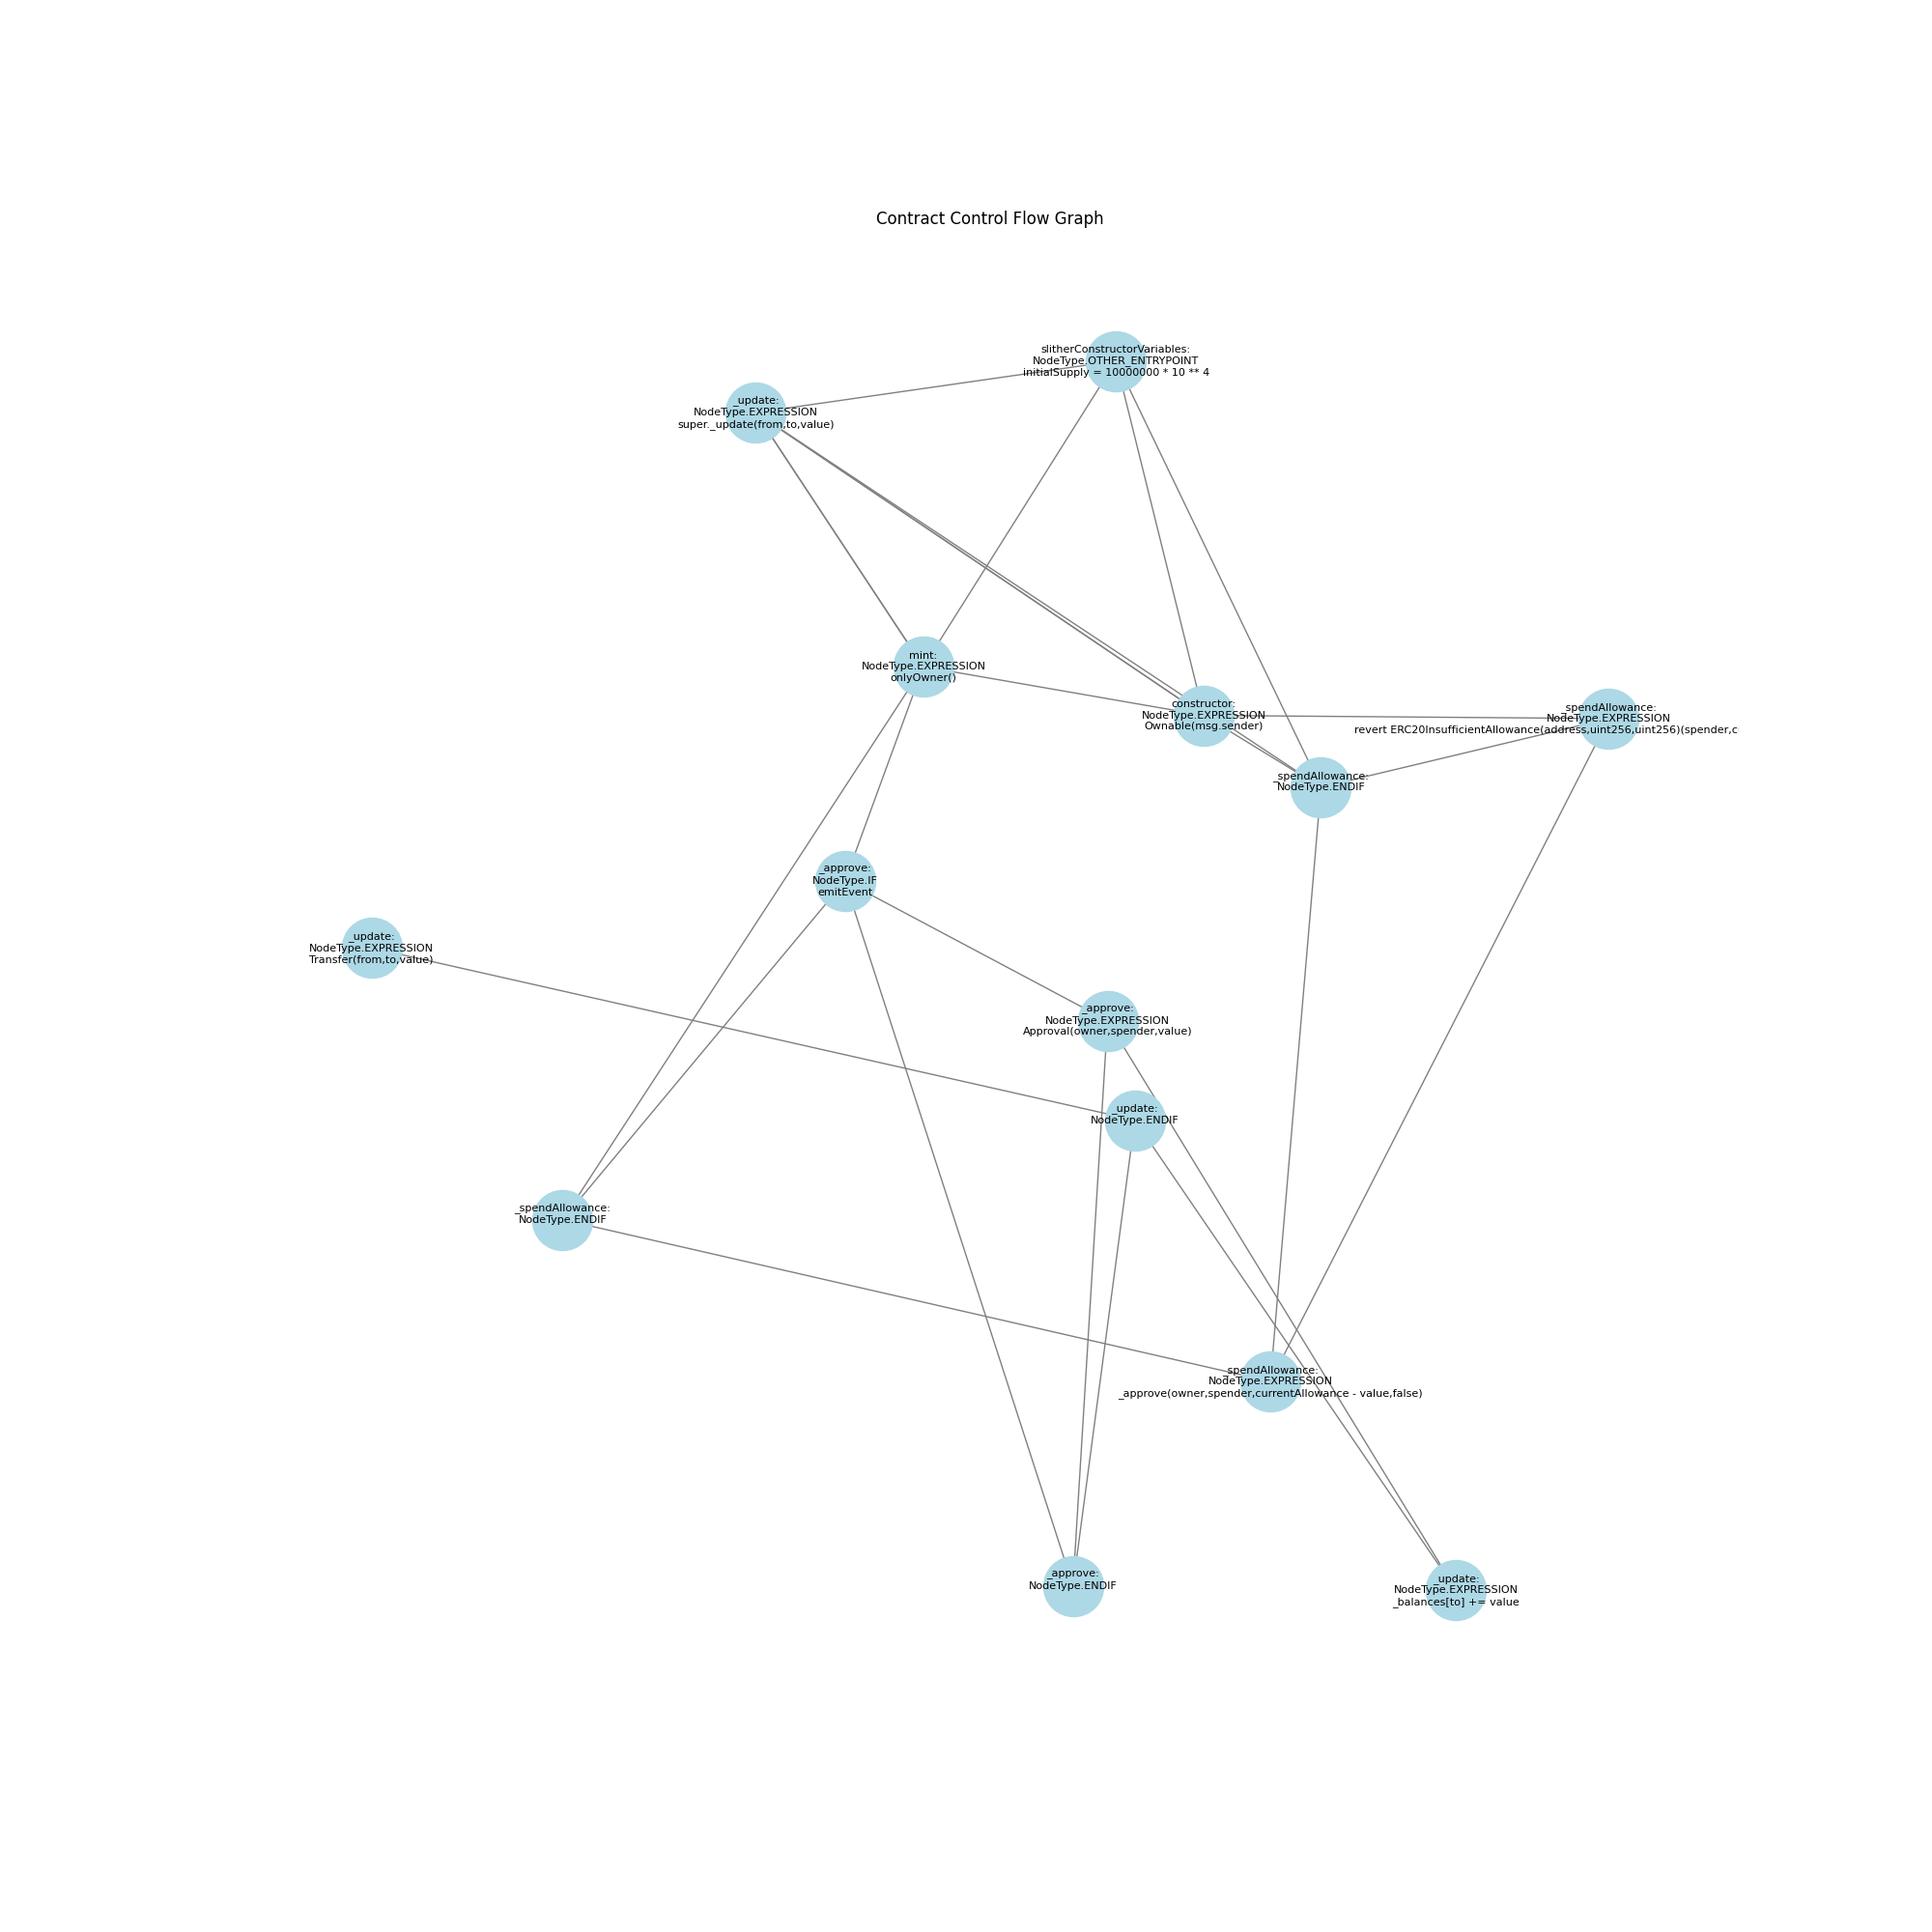 Contract Control Flow Graph
slitherConstructorVariables:
NodeType.OTHER_ENTRYPOINT
initialSupply = 10000000 * 10 ** 4
_update:
NodeType.EXPRESSION
super._update(from,to,value)
mint:
NodeType.EXPRESSION
onlyOwner()
constructor:
NodeType.EXPRESSION
Ownable(msg.sender)
_spendAllowance:
NodeType.EXPRESSION
revert ERC20InsufficientAllowance(address,uint256,uint256)(spender,c
_spendAllowance:
NodeType.ENDIF
_approve:
NodeType.IF
emitEvent
_update:
NodeType.EXPRESSION
Transfer(from,to,value)
_approve:
NodeType.EXPRESSION
Approval(owner,spender,value)
_update:
NodeType.ENDIF
_spendAllowance:
NodeType.ENDIF
_spendAllowance:
NodeType.EXPRESSION
_approve(owner,spender,currentAllowance - value,false)
_approve:
NodeType.ENDIF
_update:
NodeType.EXPRESSION
_balances[to] += value